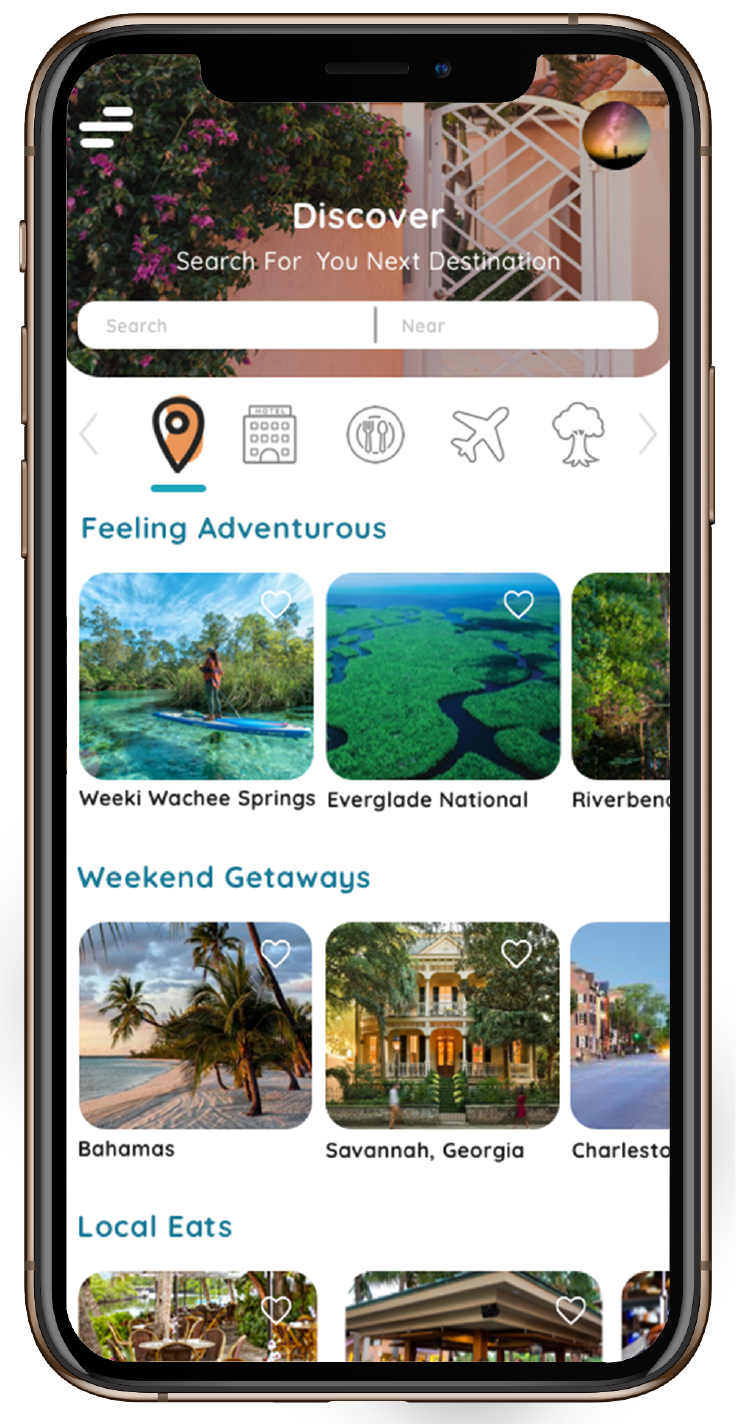 Discover
Search For You Next Destination
Search
Near
HOTEL
Feeling Adventurous
Weeki Wachee Springs
Everglade National
Riverbend
Weekend Getaways
Bahamas
Savannah, Georgia
Charlesto
Local Eats